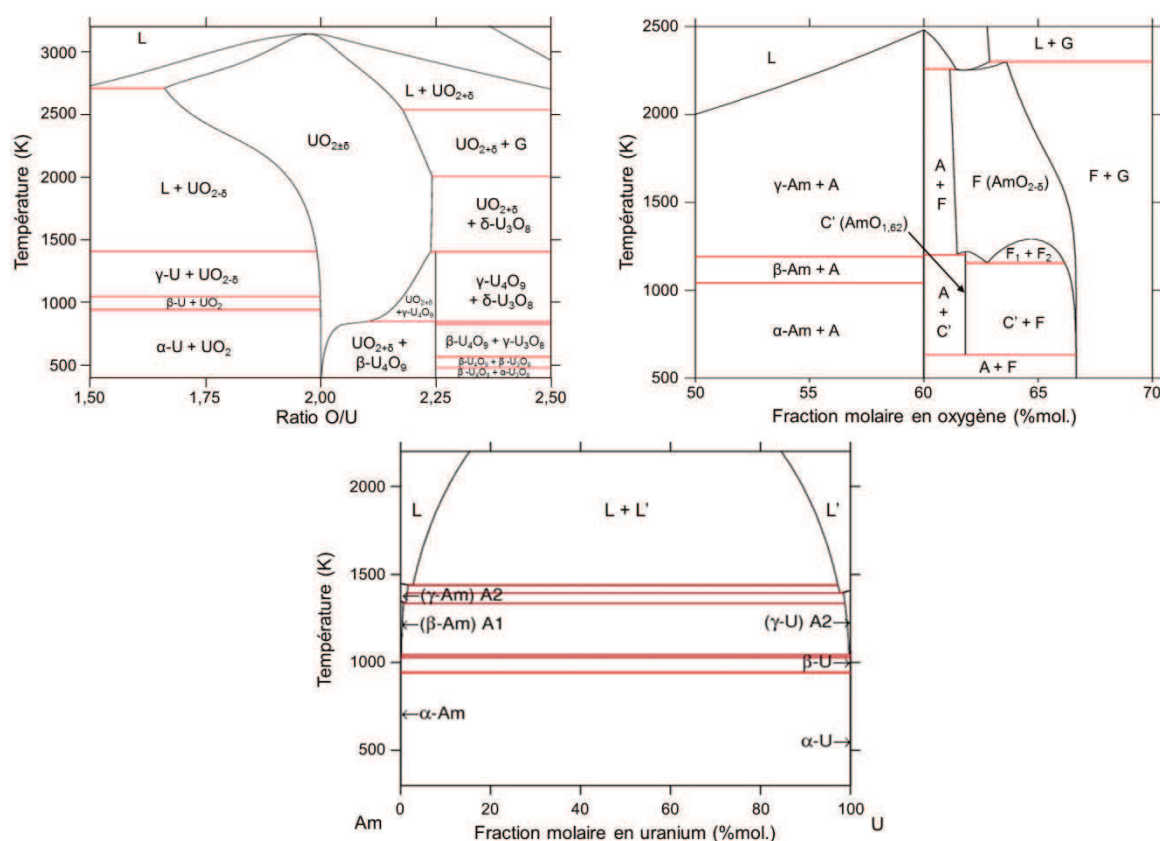 Température (K)
3000
2500
2000
1500
1000
500
L
L + UO2+δ
UO2±δ
UO2+δ + G
L + UO2-δ
UO2+δ
+ δ-U3O8
γ-U + UO2-δ
γ-U4O9
+ δ-U3O8
β-U + UO2
UO2+δ
+γ-U4O9
α-U + UO2
UO2+δ +
β-U4O9
β-U4O9 + γ-U3O8
β-U4O9 + β-U3O8
β-U4O9 + α-U3O8
1,50
1,75
2,00
2,25
2,50
Ratio O/U
Température (K)
2500
2000
1500
1000
500
L
L + G
γ-Am + A
A + F
F (AmO2-δ)
F + G
C' (AmO1,62)
F1 + F2
β-Am + A
α-Am + A
A + C'
C' + F
A + F
50
55
60
65
70
Fraction molaire en oxygène (%mol.)
Température (K)
2000
1500
1000
500
L
L + L'
L'
(γ-Am) A2
(β-Am) A1
(γ-U) A2
β-U
α-Am
α-U
0
20
40
60
80
100
Am
Fraction molaire en uranium (%mol.)
U